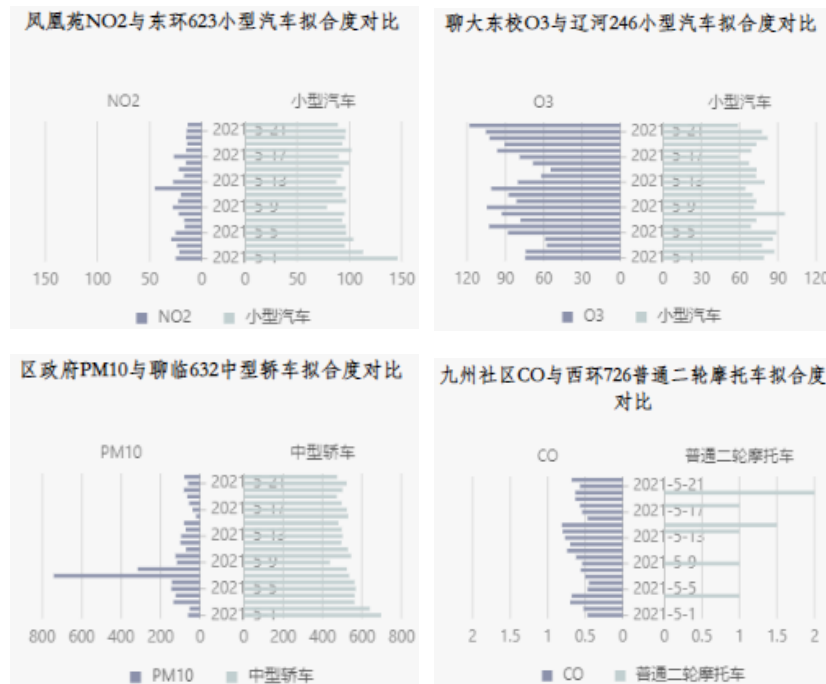 凤凰苑NO2与东环623小型汽车拟合度对比
NO2 小型汽车
2021-5-21
2021-5-17
2021-5-13
2021-5-9
2021-5-5
2021-5-1
150 100 50 0 0 50 100 150
NO2 小型汽车
聊大东校O3与辽河246小型汽车拟合度对比
O3 小型汽车
2021-5-21
2021-5-17
2021-5-13
2021-5-9
2021-5-5
2021-5-1
120 90 60 30 0 0 30 60 90 120
O3 小型汽车
区政府PM10与聊临632中型轿车拟合度对比
PM10 中型轿车
2021-5-21
2021-5-17
2021-5-13
2021-5-9
2021-5-5
2021-5-1
800 600 400 200 0 0 200 400 600 800
PM10 中型轿车
九州社区CO与西环726普通二轮摩托车拟合度
对比
CO 普通二轮摩托车
2021-5-21
2021-5-17
2021-5-13
2021-5-9
2021-5-5
2021-5-1
2 1.5 1 0.5 0 0 0.5 1 1.5 2
CO 普通二轮摩托车